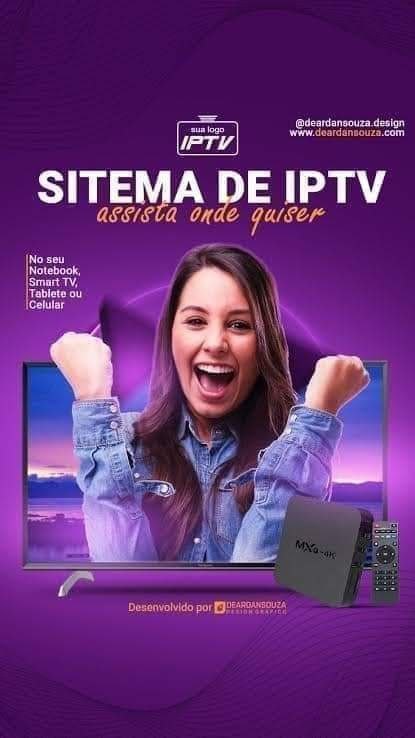 @deardansouza.design
www.deardansouza.com
sua logo
IPTV
SITEMA DE IPTV
assista onde quiser
No seu
Notebook,
Smart TV,
Tablete ou
Celular
MXQ-4K
Desenvolvido por DEARDANSOUZA
DESIGN GRÁFICO